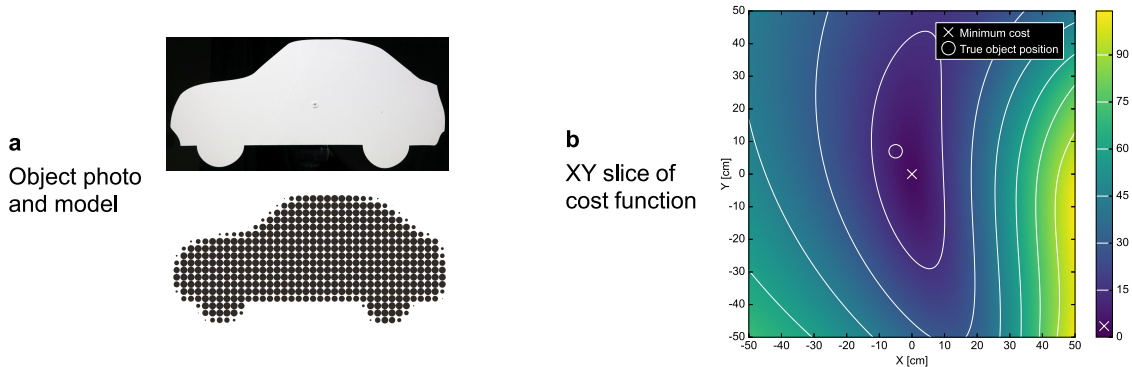 a
Object photo
and model
b
XY slice of
cost function
Minimum cost
True object position
Y [cm]
50
40
30
20
10
0
-10
-20
-30
-40
-50
-50 -40 -30 -20 -10 0 10 20 30 40 50
X [cm]
90
75
60
45
30
15
0